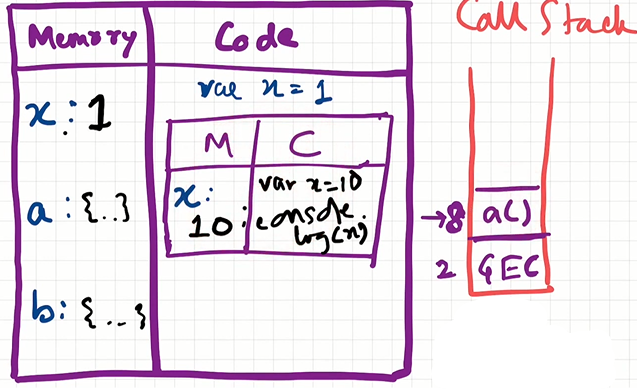 Memory
Code
Call Stack
x: 1
var x = 1
M
C
x:
10:
var x=10
console.
log(x)
a: {..}
b: {...}
→8 a()
2 GEC